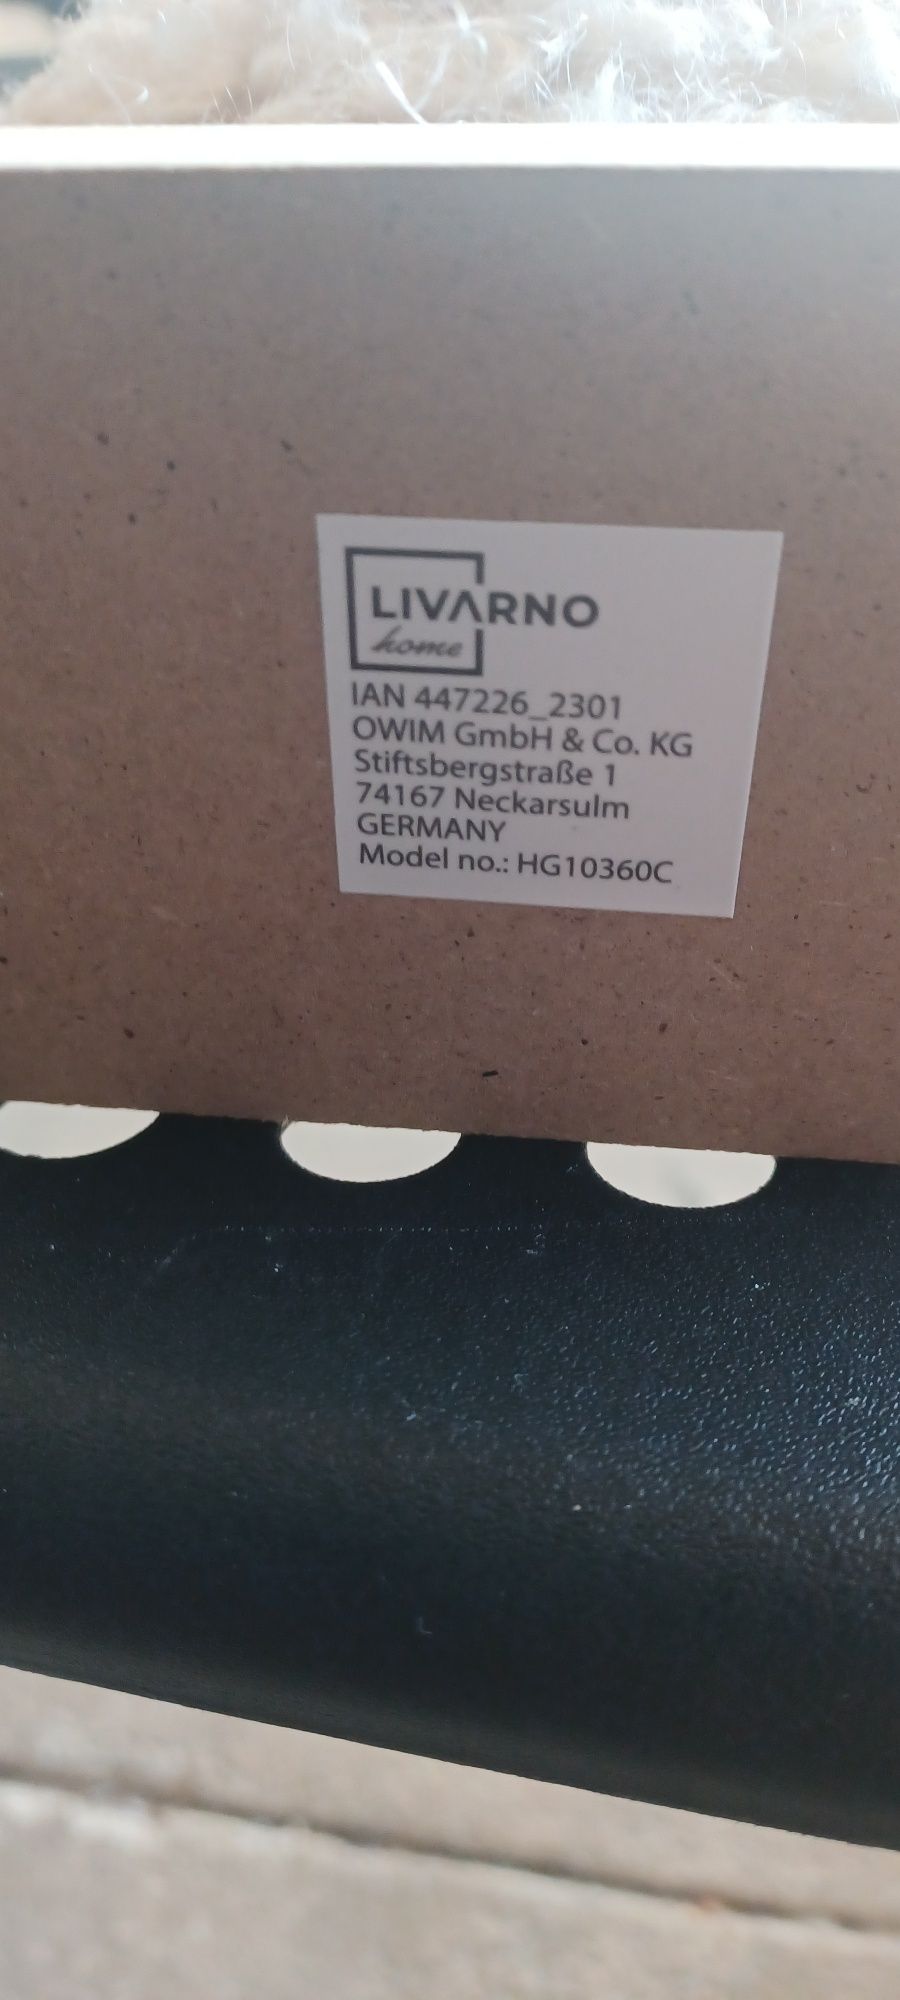 LIVARNO
home
IAN 447226_2301
OWIM GmbH & Co. KG
Stiftsbergstraße 1
74167 Neckarsulm
GERMANY
Model no.: HG10360C